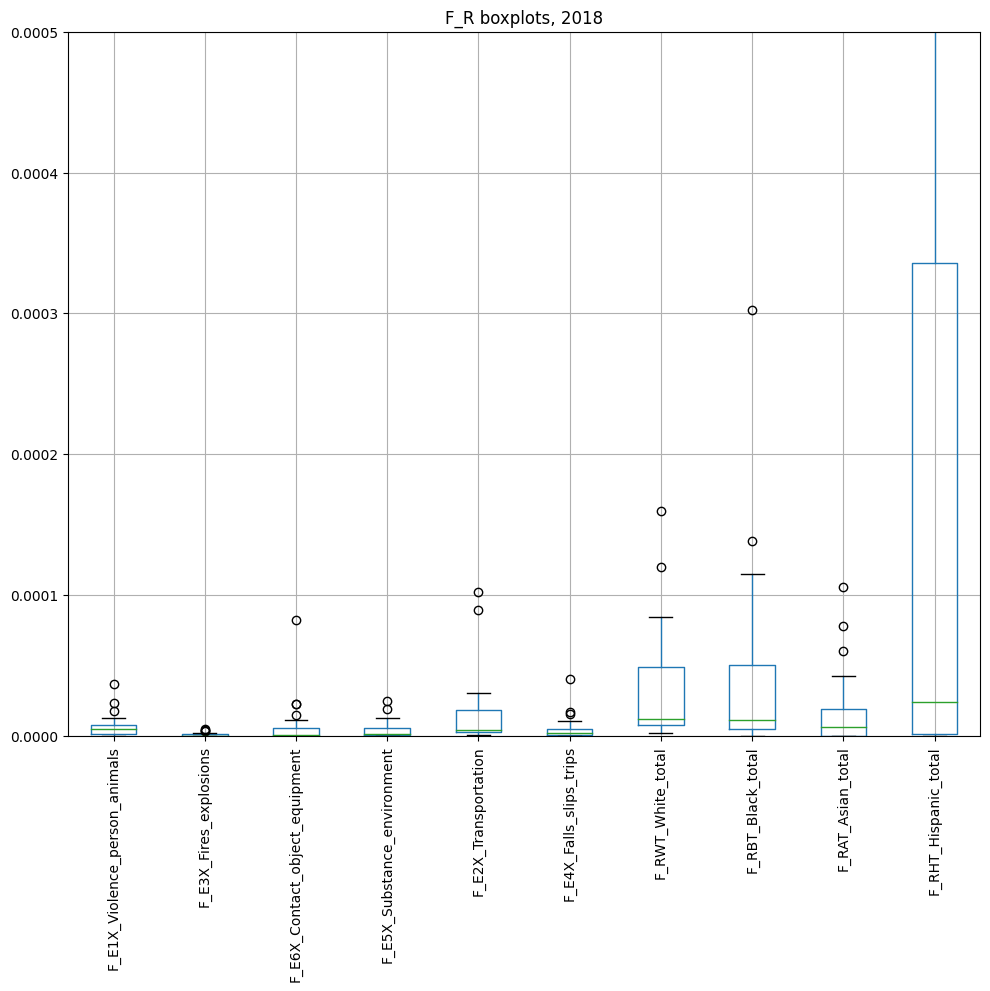 F_R boxplots, 2018
0.0005
0.0004
0.0003
0.0002
0.0001
0.0000
F_E1X_Violence_person_animals
F_E3X_Fires_explosions
F_E6X_Contact_object_equipment
F_E5X_Substance_environment
F_E2X_Transportation
F_E4X_Falls_slips_trips
F_RWT_White_total
F_RBT_Black_total
F_RAT_Asian_total
F_RHT_Hispanic_total